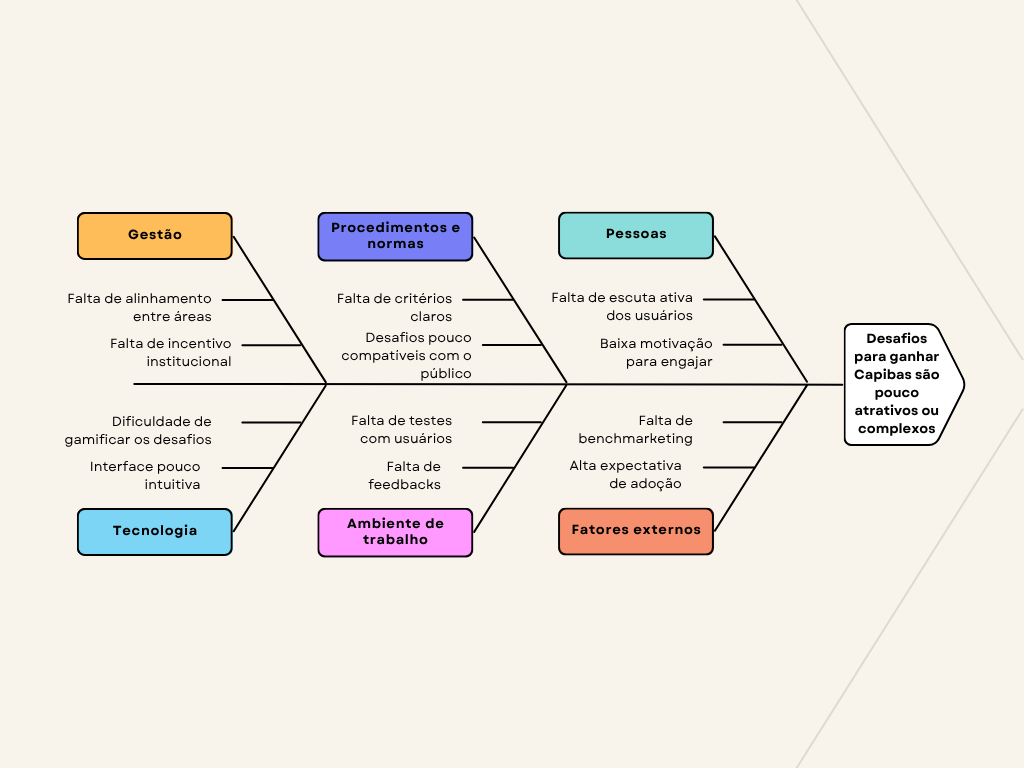 Gestão
Procedimentos e
normas
Pessoas
Falta de alinhamento
entre áreas
Falta de incentivo
institucional
Falta de critérios
claros
Desafios pouco
compatíveis com o
público
Falta de escuta ativa
dos usuários
Baixa motivação
para engajar
Desafios
para ganhar
Capibas são
pouco
atrativos ou
complexos
Dificuldade de
gamificar os desafios
Interface pouco
intuitiva
Falta de testes
com usuários
Falta de
feedbacks
Falta de
benchmarketing
Alta expectativa
de adoção
Tecnologia
Ambiente de
trabalho
Fatores externos